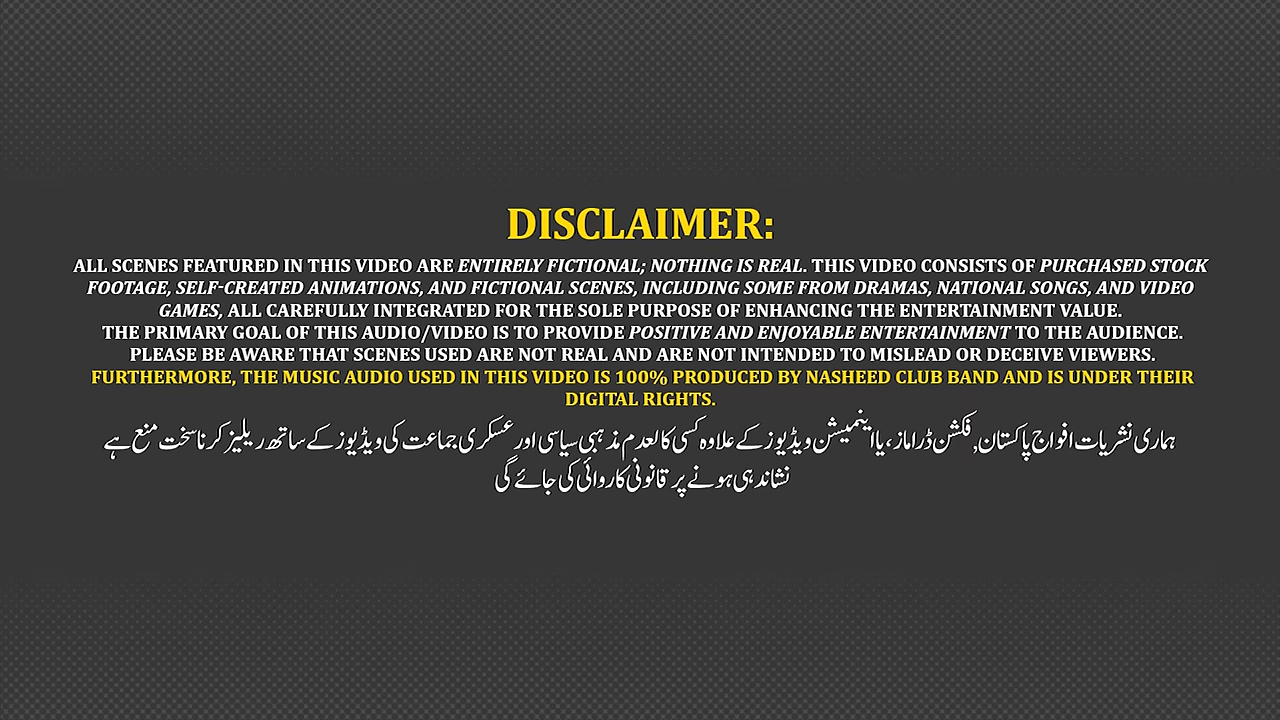 DISCLAIMER:
ALL SCENES FEATURED IN THIS VIDEO ARE ENTIRELY FICTIONAL; NOTHING IS REAL. THIS VIDEO CONSISTS OF PURCHASED STOCK
FOOTAGE, SELF-CREATED ANIMATIONS, AND FICTIONAL SCENES, INCLUDING SOME FROM DRAMAS, NATIONAL SONGS, AND VIDEO
GAMES, ALL CAREFULLY INTEGRATED FOR THE SOLE PURPOSE OF ENHANCING THE ENTERTAINMENT VALUE.
THE PRIMARY GOAL OF THIS AUDIO/VIDEO IS TO PROVIDE POSITIVE AND ENJOYABLE ENTERTAINMENT TO THE AUDIENCE.
PLEASE BE AWARE THAT SCENES USED ARE NOT REAL AND ARE NOT INTENDED TO MISLEAD OR DECEIVE VIEWERS.
FURTHERMORE, THE MUSIC AUDIO USED IN THIS VIDEO IS 100% PRODUCED BY NASHEED CLUB BAND AND IS UNDER THEIR
DIGITAL RIGHTS.
ہماری نشریات افواج پاکستان, فکشن ڈراماز، یا اینمیشن ویڈیوز کے علاوہ کسی کالعدم مذہبی سیاسی اور عسکری جماعت کی ویڈیوز کے ساتھ ریلیز کرنا سخت منع ہے
نشاندہی ہونے پر قانونی کاروائی کی جائے گی